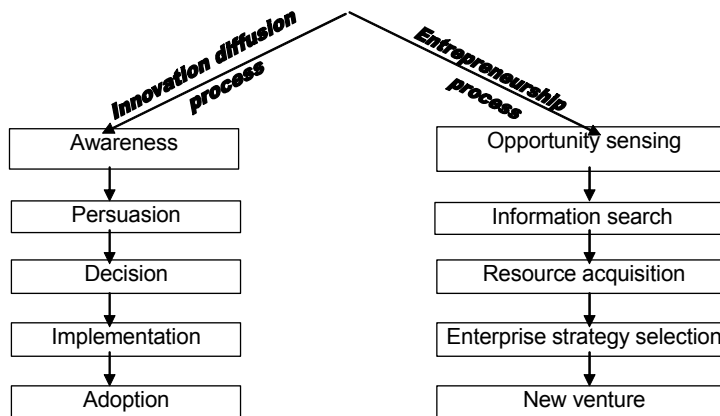 Innovation diffusion
process
Awareness
Persuasion
Decision
Implementation
Adoption
Entrepreneurship
process
Opportunity sensing
Information search
Resource acquisition
Enterprise strategy selection
New venture